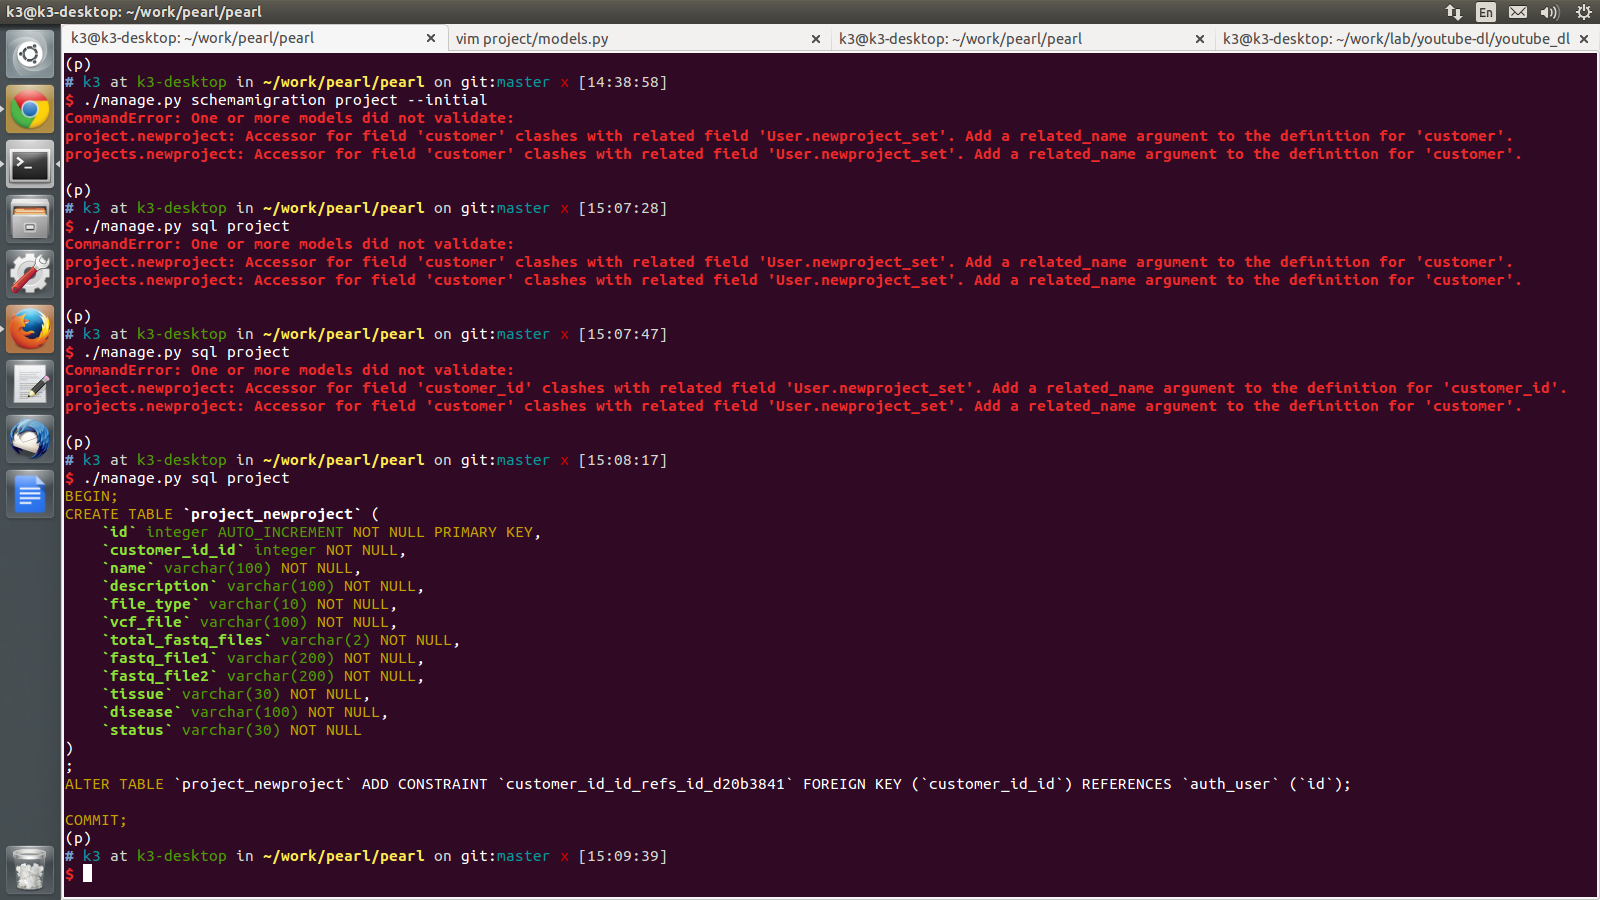 k3@k3-desktop: ~/work/pearl/pearl
En
k3@k3-desktop: ~/work/pearl/pearl
vim project/models.py
k3@k3-desktop: ~/work/pearl/pearl
k3@k3-desktop: ~/work/lab/youtube-dl/youtube_dl
(p)
# k3 at k3-desktop in ~/work/pearl/pearl on git:master x [14:38:58]
$ ./manage.py schemamigration project --initial
CommandError: One or more models did not validate:
project.newproject: Accessor for field 'customer' clashes with related field 'User.newproject_set'. Add a related_name argument to the definition for 'customer'.
projects.newproject: Accessor for field 'customer' clashes with related field 'User.newproject_set'. Add a related_name argument to the definition for 'customer'.
(p)
# k3 at k3-desktop in ~/work/pearl/pearl on git:master x [15:07:28]
$ ./manage.py sql project
CommandError: One or more models did not validate:
project.newproject: Accessor for field 'customer' clashes with related field 'User.newproject_set'. Add a related_name argument to the definition for 'customer'.
projects.newproject: Accessor for field 'customer' clashes with related field 'User.newproject_set'. Add a related_name argument to the definition for 'customer'.
(p)
# k3 at k3-desktop in ~/work/pearl/pearl on git:master x [15:07:47]
$ ./manage.py sql project
CommandError: One or more models did not validate:
project.newproject: Accessor for field 'customer_id' clashes with related field 'User.newproject_set'. Add a related_name argument to the definition for 'customer_id'.
projects.newproject: Accessor for field 'customer' clashes with related field 'User.newproject_set'. Add a related_name argument to the definition for 'customer'.
(p)
# k3 at k3-desktop in ~/work/pearl/pearl on git:master x [15:08:17]
$ ./manage.py sql project
BEGIN;
CREATE TABLE `project_newproject` (
`id` integer AUTO_INCREMENT NOT NULL PRIMARY KEY,
`customer_id_id` integer NOT NULL,
`name` varchar(100) NOT NULL,
`description` varchar(100) NOT NULL,
`file_type` varchar(10) NOT NULL,
`vcf_file` varchar(100) NOT NULL,
`total_fastq_files` varchar(2) NOT NULL,
`fastq_file1` varchar(200) NOT NULL,
`fastq_file2` varchar(200) NOT NULL,
`tissue` varchar(30) NOT NULL,
`disease` varchar(100) NOT NULL,
`status` varchar(30) NOT NULL
)
;
ALTER TABLE `project_newproject` ADD CONSTRAINT `customer_id_id_refs_id_d20b3841` FOREIGN KEY (`customer_id_id`) REFERENCES `auth_user` (`id`);
COMMIT;
(p)
# k3 at k3-desktop in ~/work/pearl/pearl on git:master x [15:09:39]
$